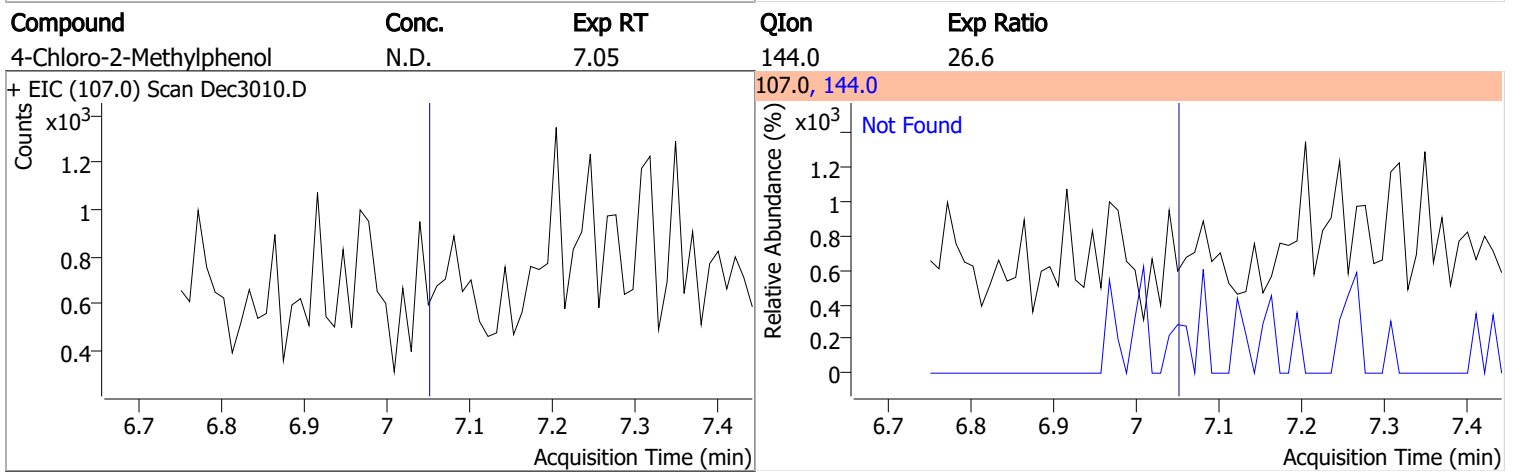 Compound Conc. Exp RT QIon Exp Ratio
4-Chloro-2-Methylphenol N.D. 7.05 144.0 26.6
+ EIC (107.0) Scan Dec3010.D
Counts
x10³
1.2
1
0.8
0.6
0.4
6.7 6.8 6.9 7 7.1 7.2 7.3 7.4
Acquisition Time (min)
107.0, 144.0
Relative Abundance (%)
x10³
Not Found
1.2
1
0.8
0.6
0.4
0.2
0
6.7 6.8 6.9 7 7.1 7.2 7.3 7.4
Acquisition Time (min)